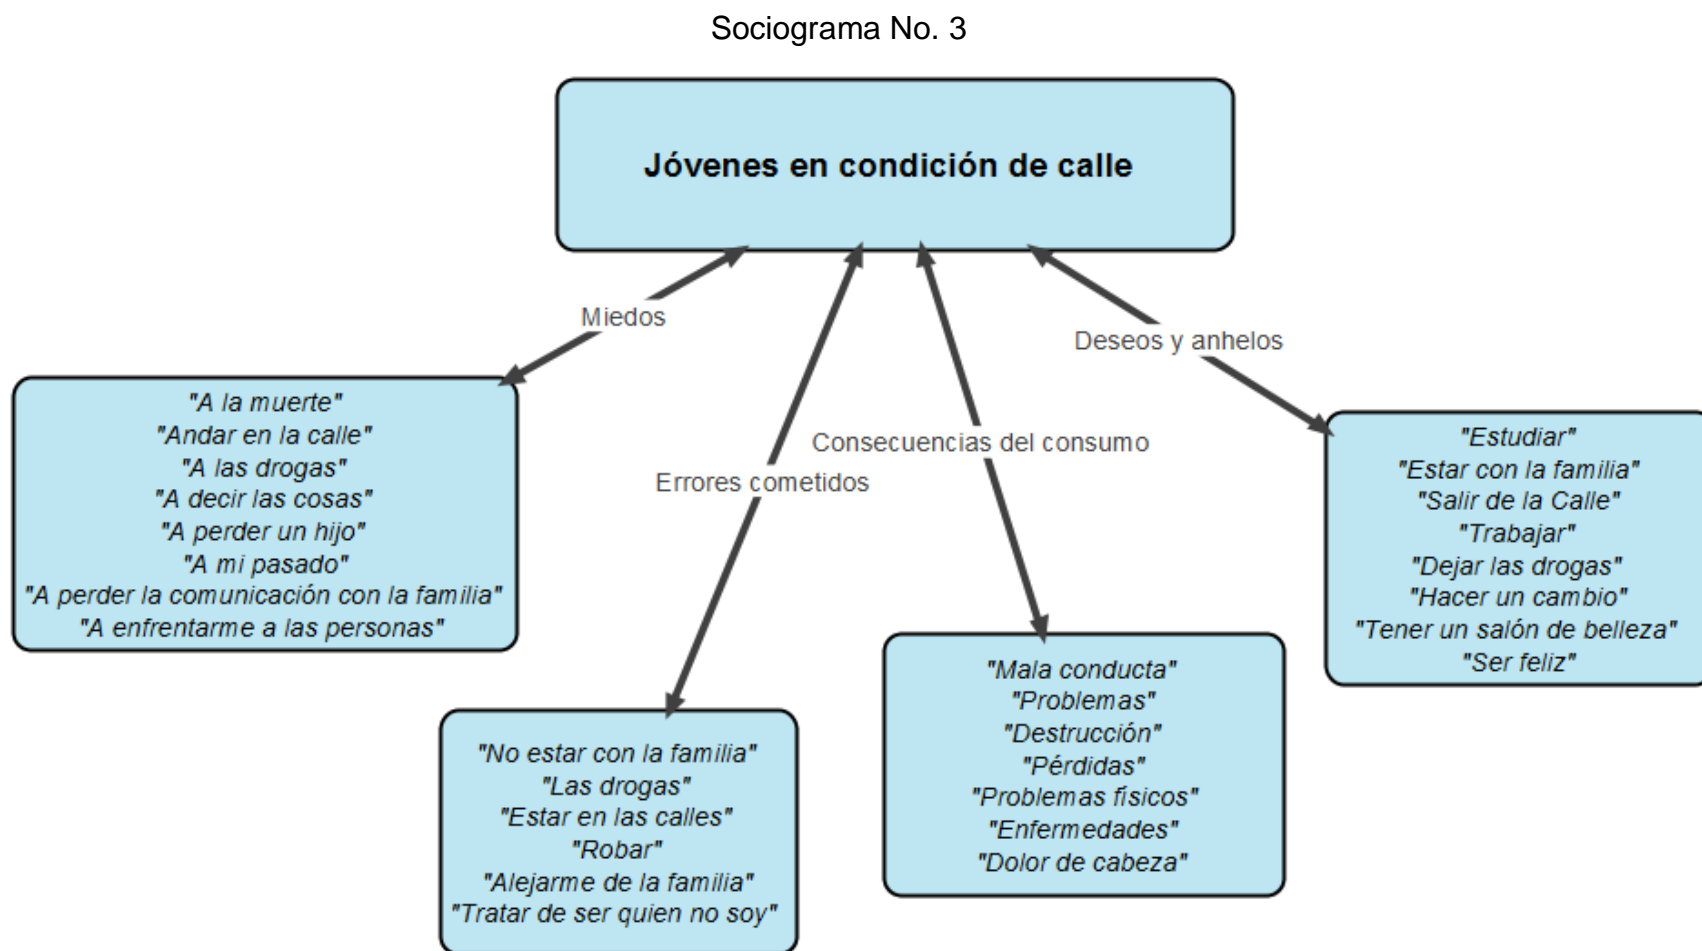 Sociograma No. 3
Jóvenes en condición de calle
Miedos
"A la muerte"
"Andar en la calle"
"A las drogas"
"A decir las cosas"
"A perder un hijo"
"A mi pasado"
"A perder la comunicación con la familia"
"A enfrentarme a las personas"
Errores cometidos
"No estar con la familia"
"Las drogas"
"Estar en las calles"
"Robar"
"Alejarme de la familia"
"Tratar de ser quien no soy"
Consecuencias del consumo
"Mala conducta"
"Problemas"
"Destrucción"
"Pérdidas"
"Problemas físicos"
"Enfermedades"
"Dolor de cabeza"
Deseos y anhelos
"Estudiar"
"Estar con la familia"
"Salir de la Calle"
"Trabajar"
"Dejar las drogas"
"Hacer un cambio"
"Tener un salón de belleza"
"Ser feliz"